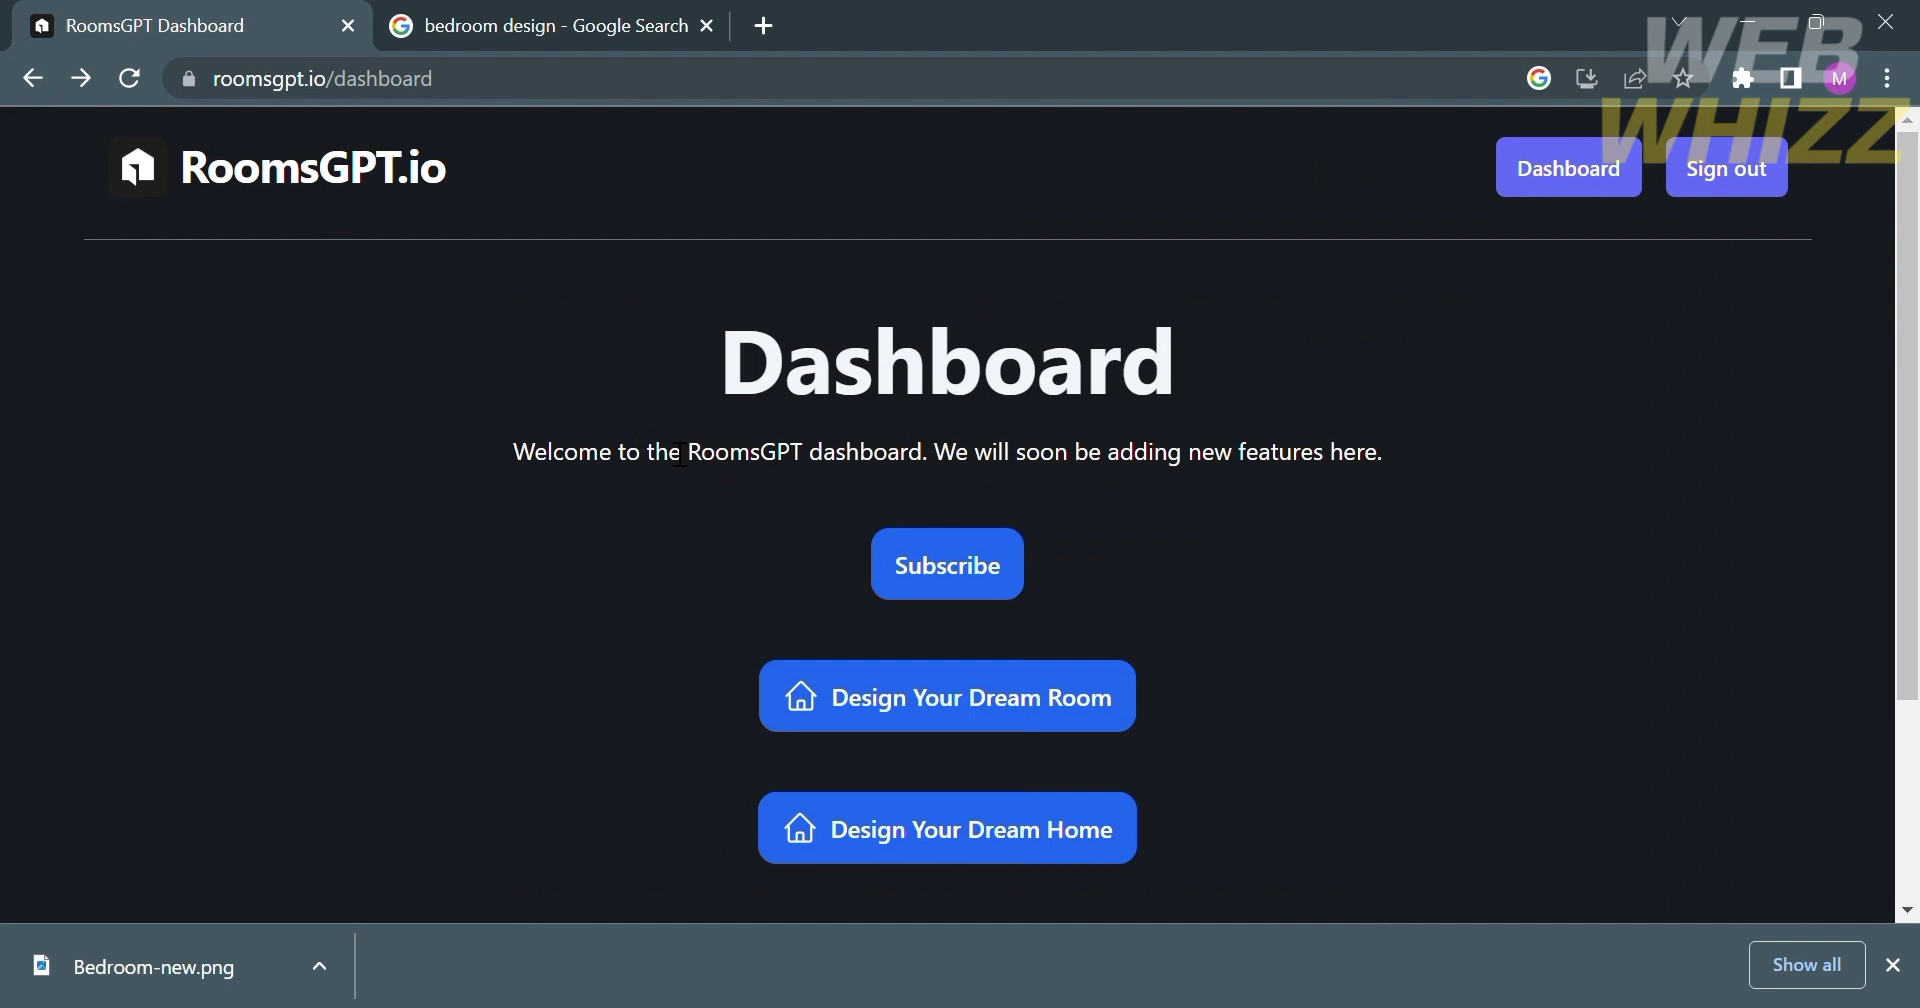 RoomsGPT Dashboard
bedroom design - Google Search
roomsgpt.io/dashboard
M
WEB
WHIZZ
RoomsGPT.io
Dashboard
Sign out
Dashboard
Welcome to the RoomsGPT dashboard. We will soon be adding new features here.
Subscribe
Design Your Dream Room
Design Your Dream Home
Bedroom-new.png
Show all